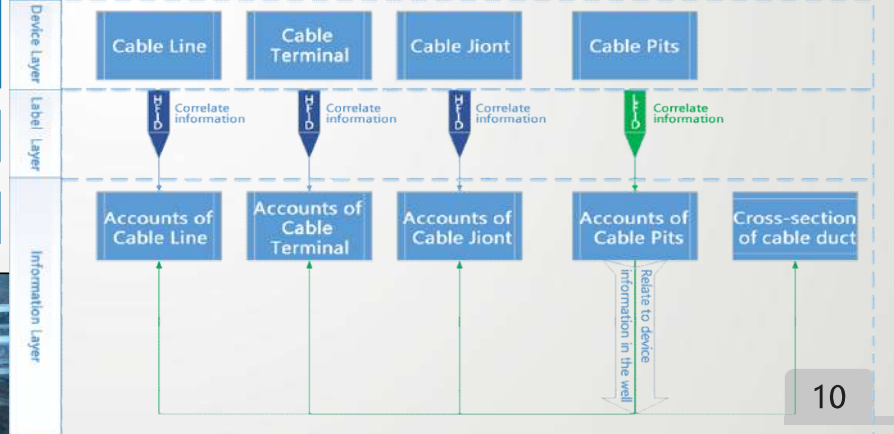 Device Layer
Cable Line
Cable
Terminal
Cable Jiont
Cable Pits
Label Layer
HFID
Correlate
information
HFID
Correlate
information
HFID
Correlate
information
LFID
Correlate
information
Information Layer
Accounts of
Cable Line
Accounts of
Cable
Terminal
Accounts of
Cable Jiont
Accounts of
Cable Pits
Cross-section
of cable duct
Relate to device
information in the well
10